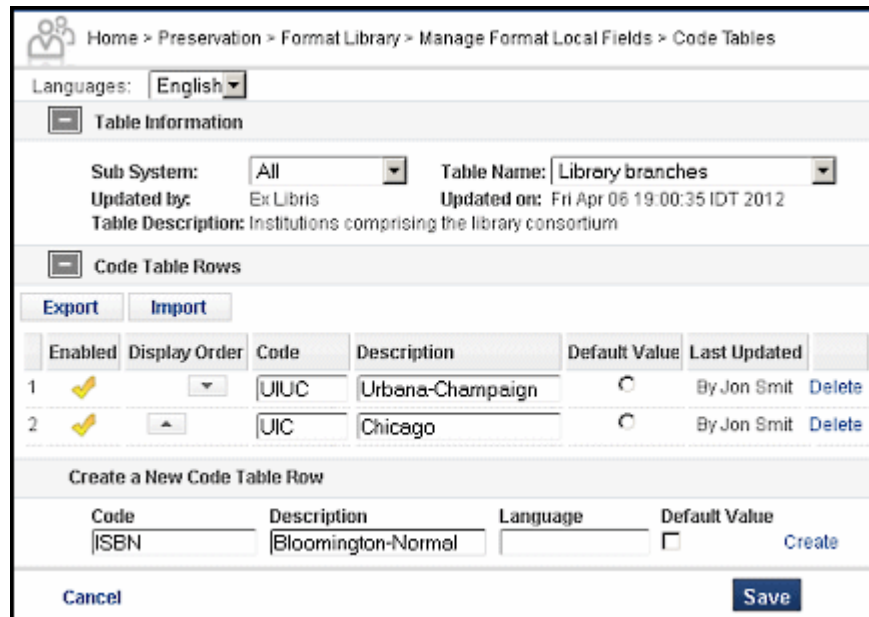 Home > Preservation > Format Library > Manage Format Local Fields > Code Tables
Languages: English
Table Information
Sub System: All Table Name: Library branches
Updated by: Ex Libris Updated on: Fri Apr 06 19:00:35 IDT 2012
Table Description: Institutions comprising the library consortium
Code Table Rows
Export Import
Enabled Display Order Code Description Default Value Last Updated
1 UIUC Urbana-Champaign By Jon Smit Delete
2 UIC Chicago By Jon Smit Delete
Create a New Code Table Row
Code Description Language Default Value
ISBN Bloomington-Normal Create
Cancel Save